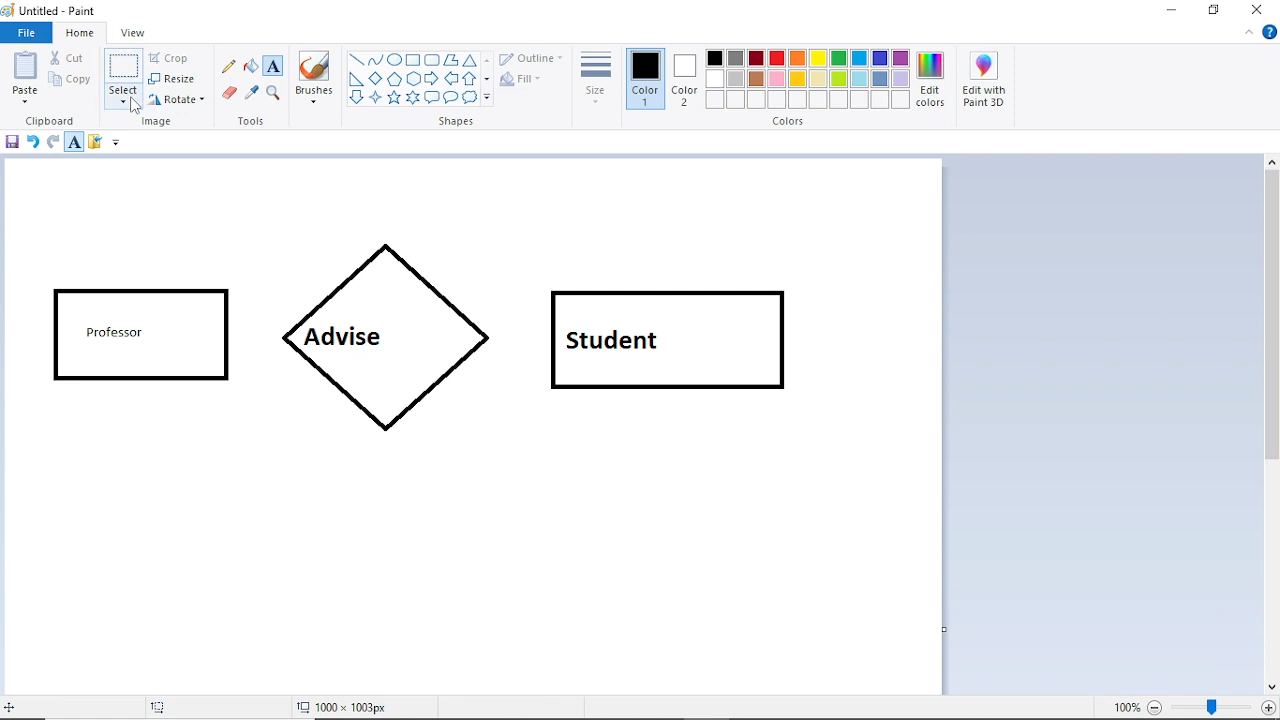 Untitled - Paint
File Home View
Paste
Cut
Copy
Clipboard
Select
Crop
Resize
Rotate
Image
A
Tools
Brushes
Shapes
Outline
Fill
Size
Color 1
Color 2
Colors
Edit colors
Edit with Paint 3D
A
Professor
Advise
Student
1000 × 1003px
100%